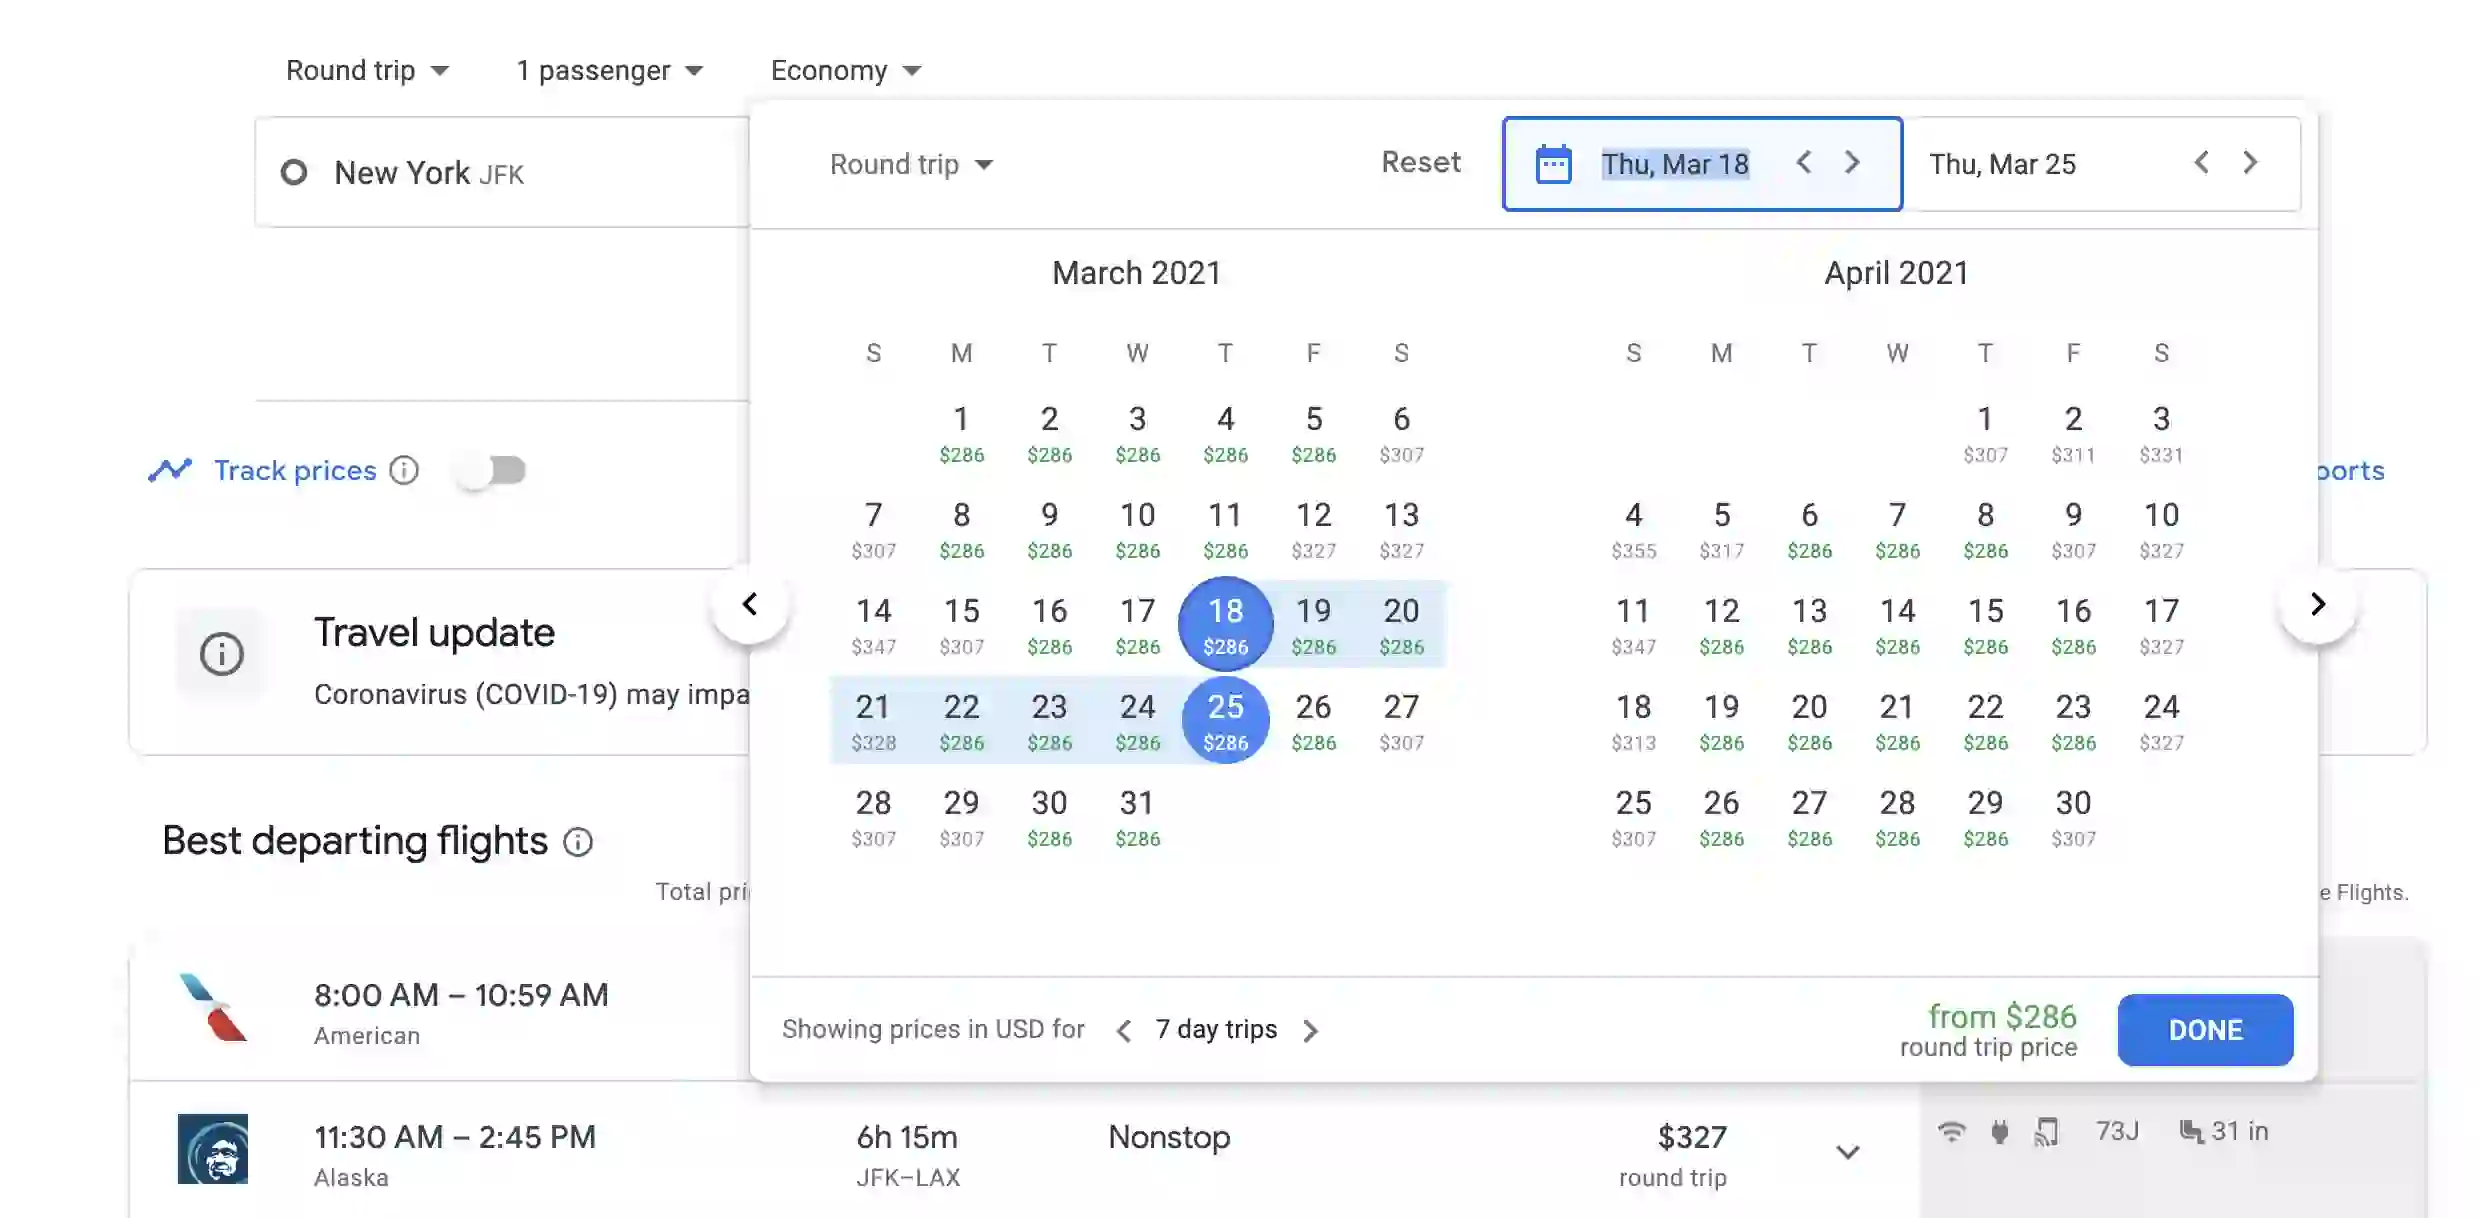 Round trip 1 passenger Economy
New York JFK
Round trip Reset Thu, Mar 18 Thu, Mar 25
March 2021 April 2021
S M T W T F S S M T W T F S
1 2 3 4 5 6 1 2 3
$286 $286 $286 $286 $286 $307 $307 $311 $331
Track prices ports
7 8 9 10 11 12 13 4 5 6 7 8 9 10
$307 $286 $286 $286 $286 $327 $327 $355 $317 $286 $286 $286 $307 $327
14 15 16 17 18 19 20 11 12 13 14 15 16 17
$347 $307 $286 $286 $286 $286 $286 $347 $286 $286 $286 $286 $286 $327
Travel update
Coronavirus (COVID-19) may impa
21 22 23 24 25 26 27 18 19 20 21 22 23 24
$328 $286 $286 $286 $286 $286 $307 $313 $286 $286 $286 $286 $286 $327
28 29 30 31 25 26 27 28 29 30
$307 $307 $286 $286 $307 $286 $286 $286 $286 $307
Best departing flights
Total pri e Flights.
8:00 AM – 10:59 AM
American
Showing prices in USD for 7 day trips from $286 DONE
round trip price
11:30 AM – 2:45 PM 6h 15m Nonstop $327 73J 31 in
Alaska JFK–LAX round trip